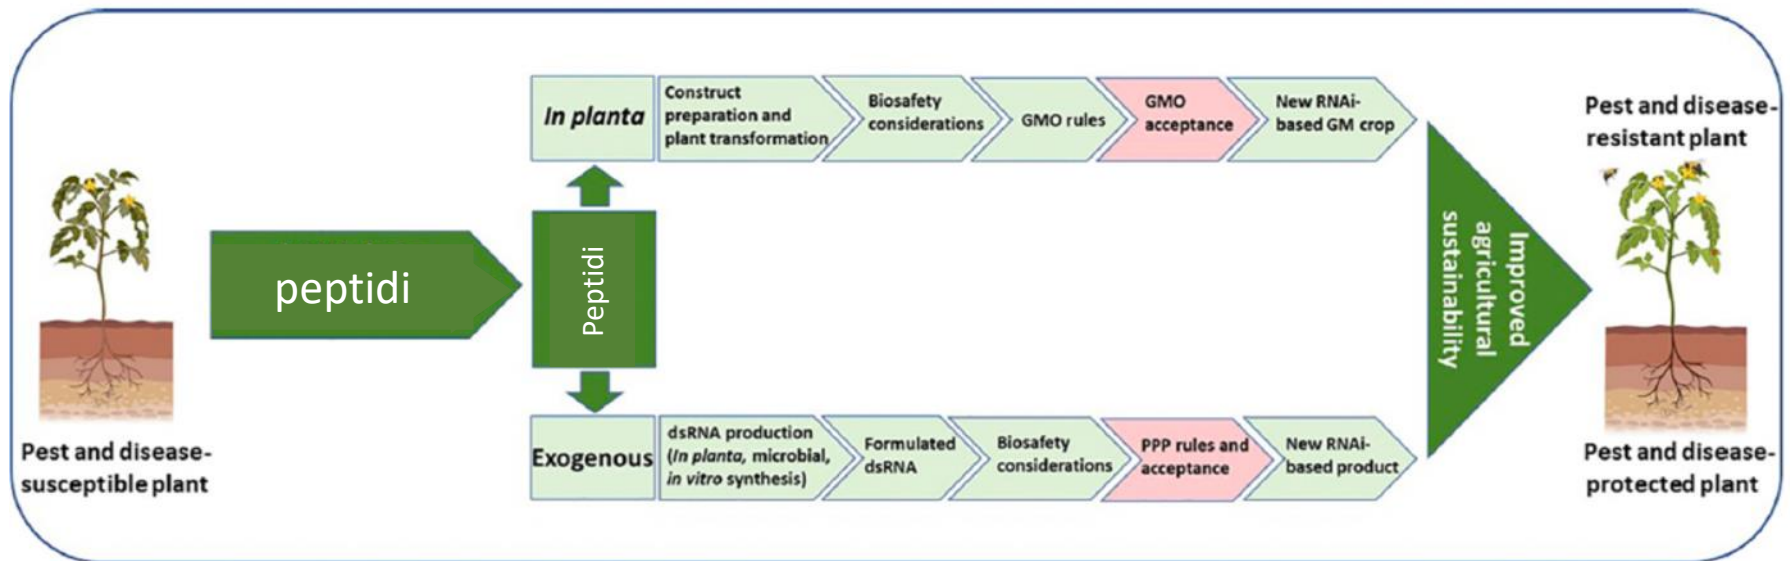 Pest and disease-
susceptible plant
peptidi
Peptidi
In planta
Construct
preparation and
plant transformation
Biosafety
considerations
GMO rules
GMO
acceptance
New RNAi-
based GM crop
Exogenous
dsRNA production
(In planta, microbial,
in vitro synthesis)
Formulated
dsRNA
Biosafety
considerations
PPP rules and
acceptance
New RNAi-
based product
Improved
agricultural
sustainability
Pest and disease-
resistant plant
Pest and disease-
protected plant